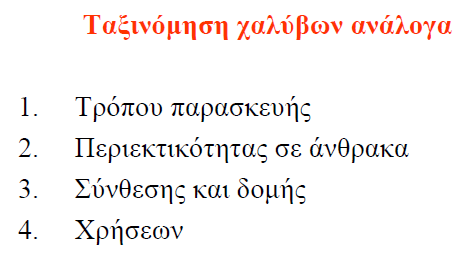 Ταξινόμηση χαλύβων ανάλογα
1. Τρόπου παρασκευής
2. Περιεκτικότητας σε άνθρακα
3. Σύνθεσης και δομής
4. Χρήσεων